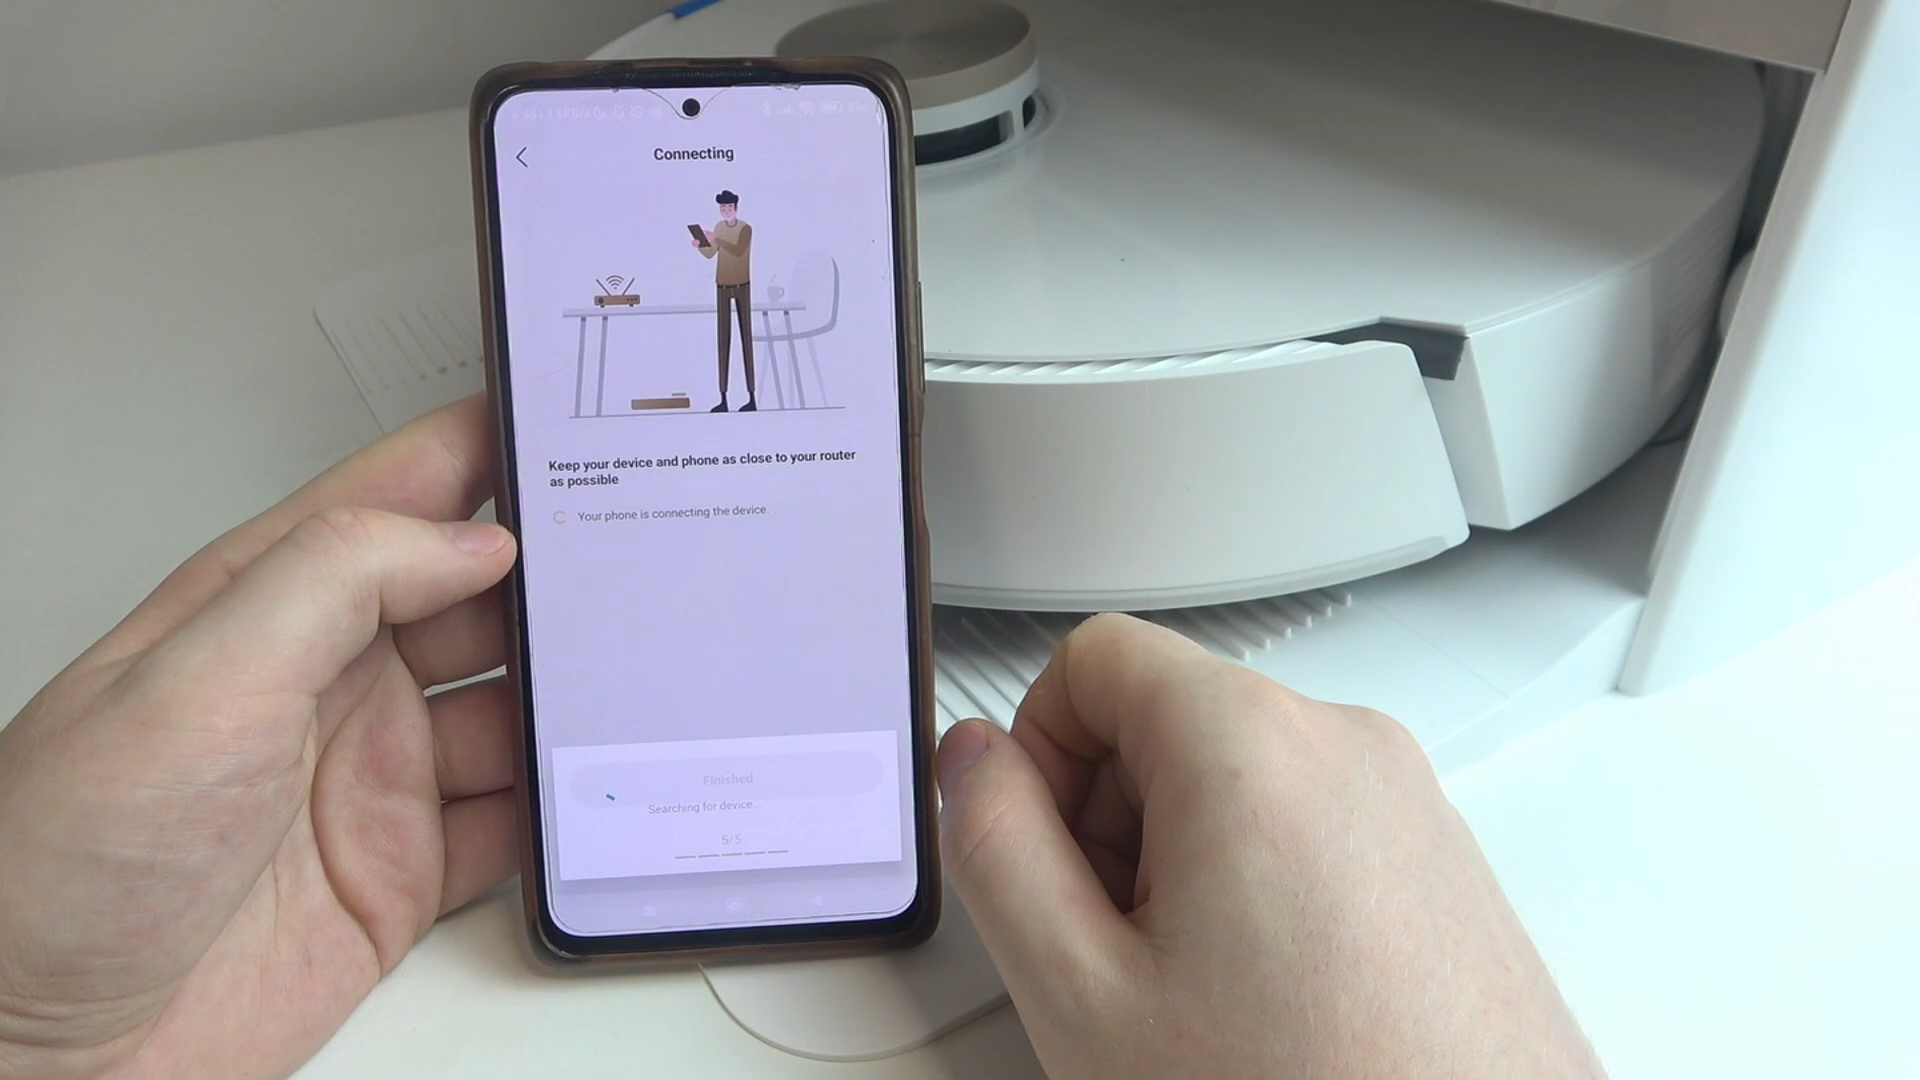 Connecting
Keep your device and phone as close to your router
as possible
Your phone is connecting the device.
Finished
Searching for device..
5/5